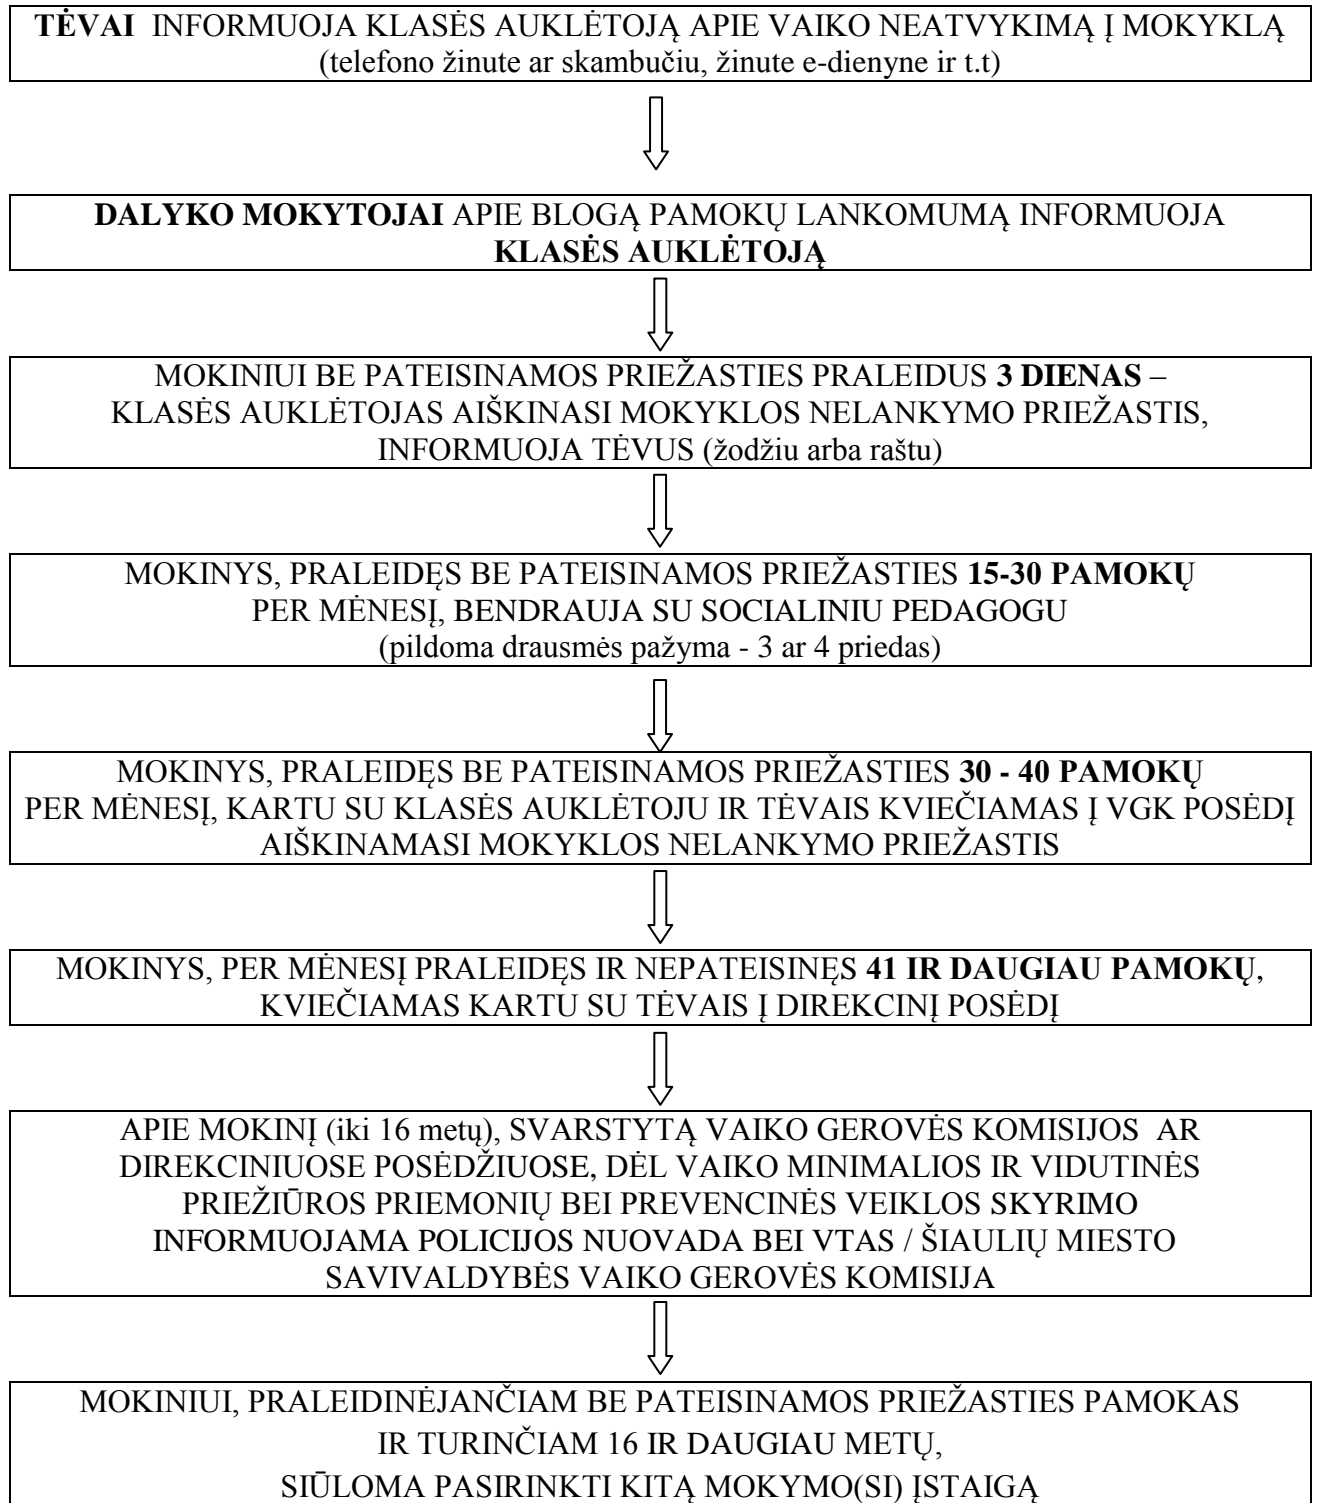 TĖVAI INFORMUOJA KLASĖS AUKLĖTOJĄ APIE VAIKO NEATVYKIMĄ Į MOKYKLĄ
(telefono žinute ar skambučiu, žinute e-dienyne ir t.t)
DALYKO MOKYTOJAI APIE BLOGĄ PAMOKŲ LANKOMUMĄ INFORMUOJA
KLASĖS AUKLĖTOJĄ
MOKINIUI BE PATEISINAMOS PRIEŽASTIES PRALEIDUS 3 DIENAS –
KLASĖS AUKLĖTOJAS AIŠKINASI MOKYKLOS NELANKYMO PRIEŽASTIS,
INFORMUOJA TĖVUS (žodžiu arba raštu)
MOKINYS, PRALEIDĘS BE PATEISINAMOS PRIEŽASTIES 15-30 PAMOKŲ
PER MĖNESĮ, BENDRAUJA SU SOCIALINIU PEDAGOGU
(pildoma drausmės pažyma - 3 ar 4 priedas)
MOKINYS, PRALEIDĘS BE PATEISINAMOS PRIEŽASTIES 30 - 40 PAMOKŲ
PER MĖNESĮ, KARTU SU KLASĖS AUKLĖTOJU IR TĖVAIS KVIEČIAMAS Į VGK POSĖDĮ
AIŠKINAMASI MOKYKLOS NELANKYMO PRIEŽASTIS
MOKINYS, PER MĖNESĮ PRALEIDĘS IR NEPATEISINĘS 41 IR DAUGIAU PAMOKŲ,
KVIEČIAMAS KARTU SU TĖVAIS Į DIREKCINĮ POSĖDĮ
APIE MOKINĮ (iki 16 metų), SVARSTYTĄ VAIKO GEROVĖS KOMISIJOS AR
DIREKCINIUOSE POSĖDŽIUOSE, DĖL VAIKO MINIMALIOS IR VIDUTINĖS
PRIEŽIŪROS PRIEMONIŲ BEI PREVENCINĖS VEIKLOS SKYRIMO
INFORMUOJAMA POLICIJOS NUOVADA BEI VTAS / ŠIAULIŲ MIESTO
SAVIVALDYBĖS VAIKO GEROVĖS KOMISIJA
MOKINIUI, PRALEIDINĖJANČIAM BE PATEISINAMOS PRIEŽASTIES PAMOKAS
IR TURINČIAM 16 IR DAUGIAU METŲ,
SIŪLOMA PASIRINKTI KITĄ MOKYMO(SI) ĮSTAIGĄ